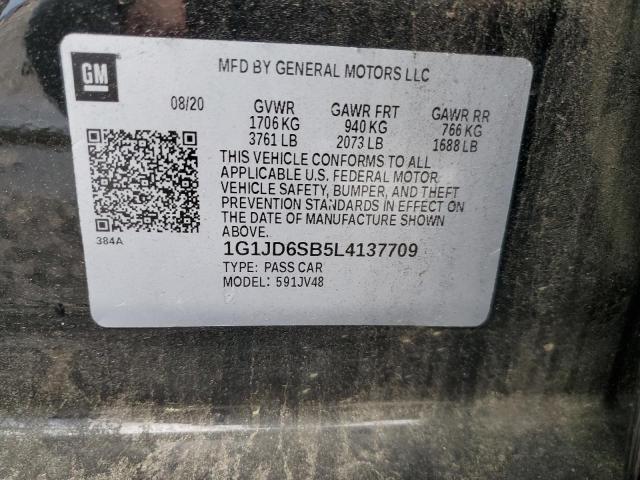 GM
MFD BY GENERAL MOTORS LLC
08/20 GVWR GAWR FRT GAWR RR
1706 KG 940 KG 766 KG
3761 LB 2073 LB 1688 LB
THIS VEHICLE CONFORMS TO ALL
APPLICABLE U.S. FEDERAL MOTOR
VEHICLE SAFETY, BUMPER, AND THEFT
PREVENTION STANDARDS IN EFFECT ON
THE DATE OF MANUFACTURE SHOWN
ABOVE.
384A
1G1JD6SB5L4137709
TYPE: PASS CAR
MODEL: 591JV48